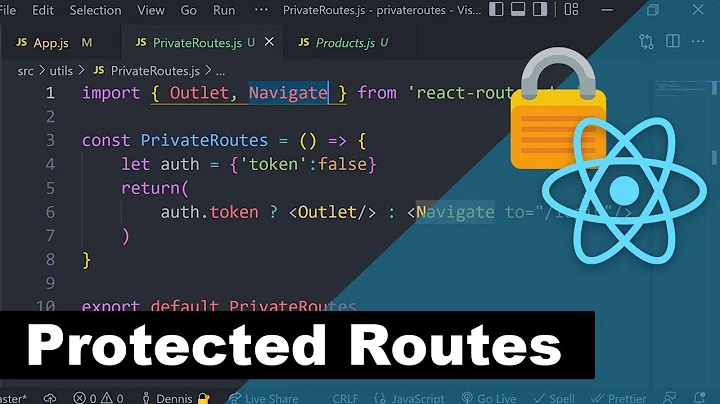 File Edit Selection View Go Run PrivateRoutes.js - privateroutes - Vis...
JS App.js M JS PrivateRoutes.js U JS Products.js U
src > utils > JS PrivateRoutes.js > ...
1 import { Outlet, Navigate } from 'react-rout
2
3 const PrivateRoutes = () => {
4 let auth = {'token':false}
5 return(
6 auth.token ? <Outlet/> : <Navigate to="/ "/>
7 )
8 }
9
10 export default PrivateRoutes
Protected Routes
master* 0 0 Dennis Live Share CRLF {} JavaScript Go Live Spell Prettier